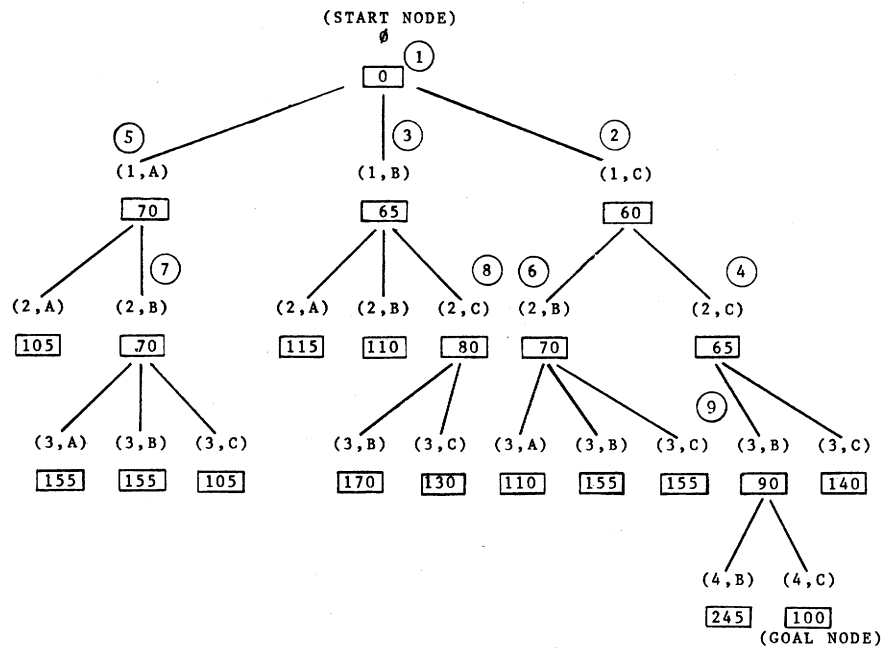 (START NODE)
ø
1
0
5 3 2
(1,A) (1,B) (1,C)
70 65 60
7 8 6 4
(2,A) (2,B) (2,A) (2,B) (2,C) (2,B) (2,C)
105 .70 115 110 80 70 65
9
(3,A) (3,B) (3,C) (3,B) (3,C) (3,A) (3,B) (3,C) (3,B) (3,C)
155 155 105 170 130 110 155 155 90 140
(4,B) (4,C)
245 100
(GOAL NODE)